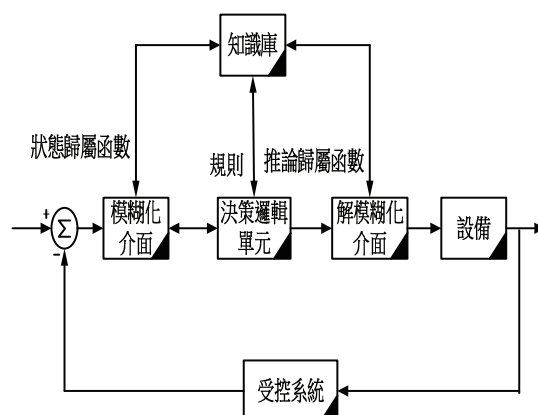 知識庫
狀態歸屬函數
規則
推論歸屬函數
+
Σ
-
模糊化
介面
決策邏輯
單元
解模糊化
介面
設備
受控系統